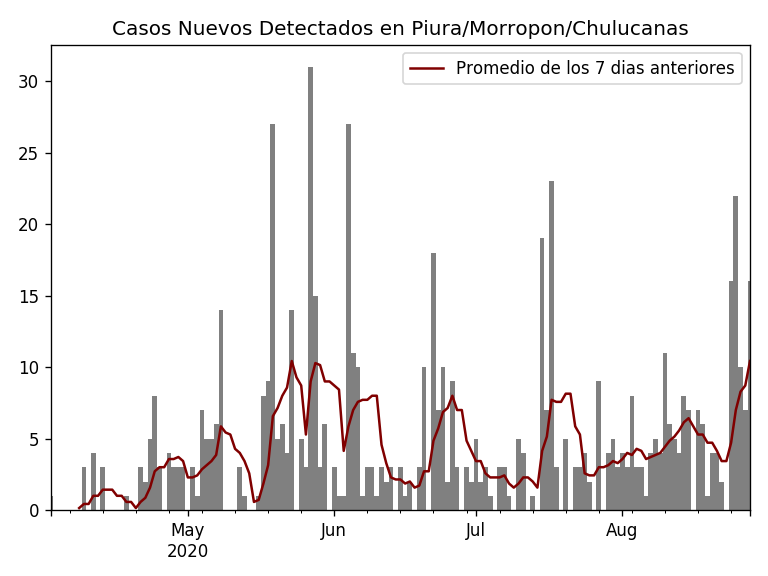 Casos Nuevos Detectados en Piura/Morropon/Chulucanas
Promedio de los 7 dias anteriores
30
25
20
15
10
5
0
May Jun Jul Aug
2020